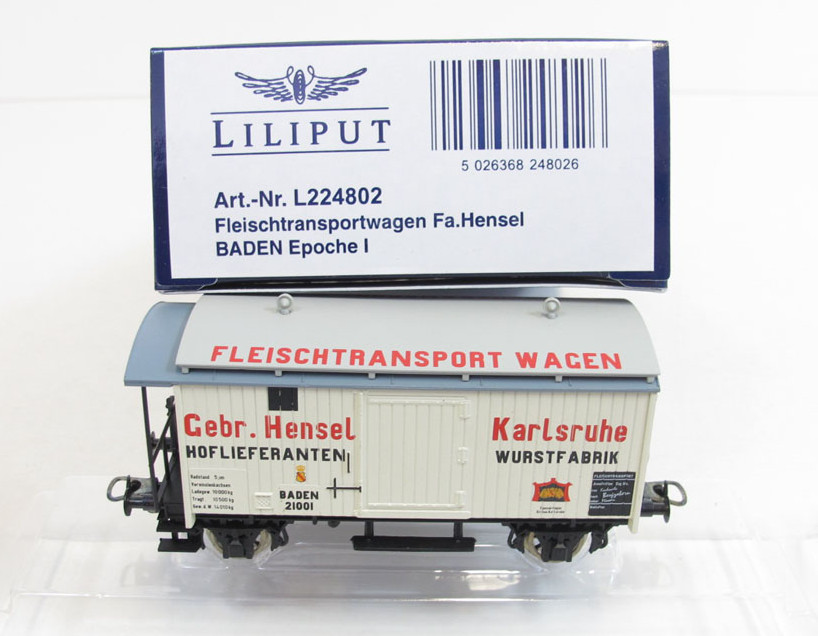 LILIPUT
5 026368 248026
Art.-Nr. L224802
Fleischtransportwagen Fa.Hensel
BADEN Epoche I
FLEISCHTRANSPORT WAGEN
Gebr. Hensel
Karlsruhe
HOFLIEFERANTEN
WURSTFABRIK
BADEN
21001